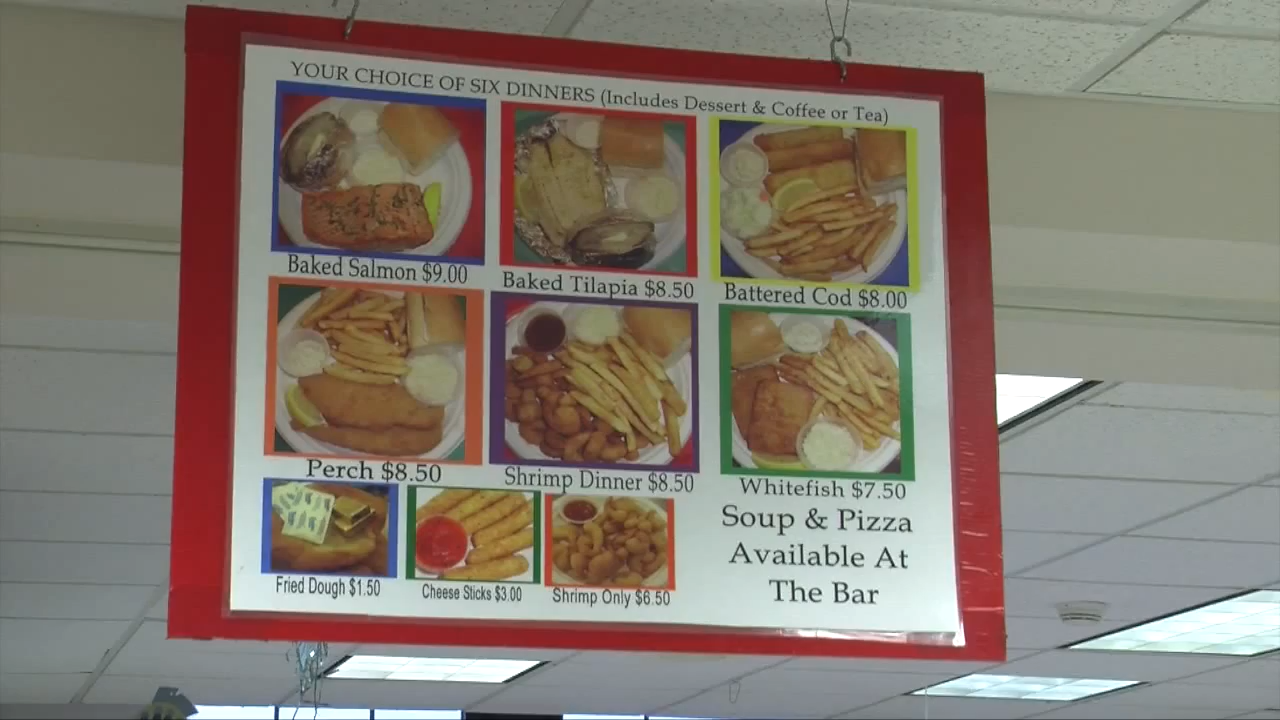 YOUR CHOICE OF SIX DINNERS (Includes Dessert & Coffee or Tea)
Baked Salmon $9.00
Baked Tilapia $8.50
Battered Cod $8.00
Perch $8.50
Shrimp Dinner $8.50
Whitefish $7.50
Fried Dough $1.50
Cheese Sticks $3.00
Shrimp Only $6.50
Soup & Pizza
Available At
The Bar